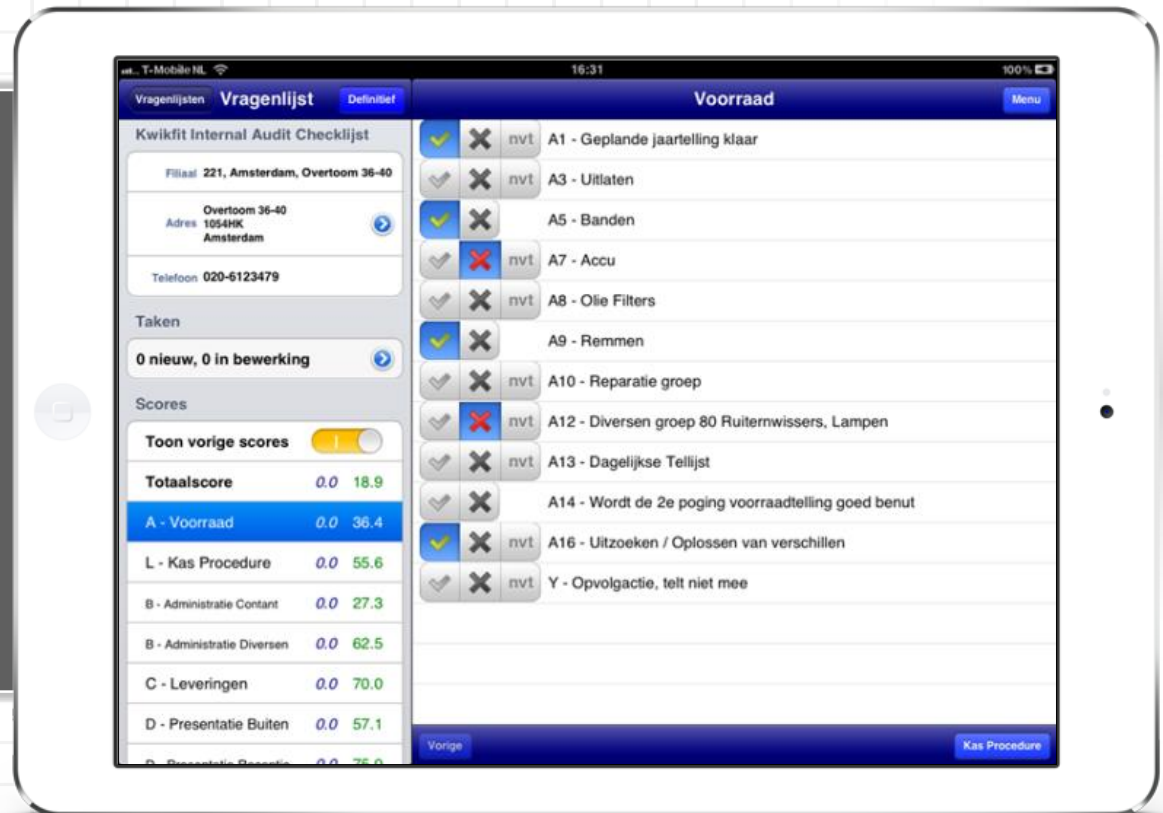 T-Mobile NL
16:31
100%
Vragenlijsten
Vragenlijst
Definitief
Voorraad
Menu
Kwikfit Internal Audit Checklijst
Filiaal 221, Amsterdam, Overtoom 36-40
Adres Overtoom 36-40
1054HK
Amsterdam
Telefoon 020-6123479
Taken
0 nieuw, 0 in bewerking
Scores
Toon vorige scores
Totaalscore 0.0 18.9
A - Voorraad 0.0 36.4
L - Kas Procedure 0.0 55.6
B - Administratie Contant 0.0 27.3
B - Administratie Diversen 0.0 62.5
C - Leveringen 0.0 70.0
D - Presentatie Buiten 0.0 57.1
nvt A1 - Geplande jaartelling klaar
nvt A3 - Uitlaten
A5 - Banden
nvt A7 - Accu
nvt A8 - Olie Filters
A9 - Remmen
nvt A10 - Reparatie groep
nvt A12 - Diversen groep 80 Ruiternwissers, Lampen
nvt A13 - Dagelijkse Tellijst
A14 - Wordt de 2e poging voorraadtelling goed benut
nvt A16 - Uitzoeken / Oplossen van verschillen
nvt Y - Opvolgactie, telt niet mee
Vorige
Kas Procedure